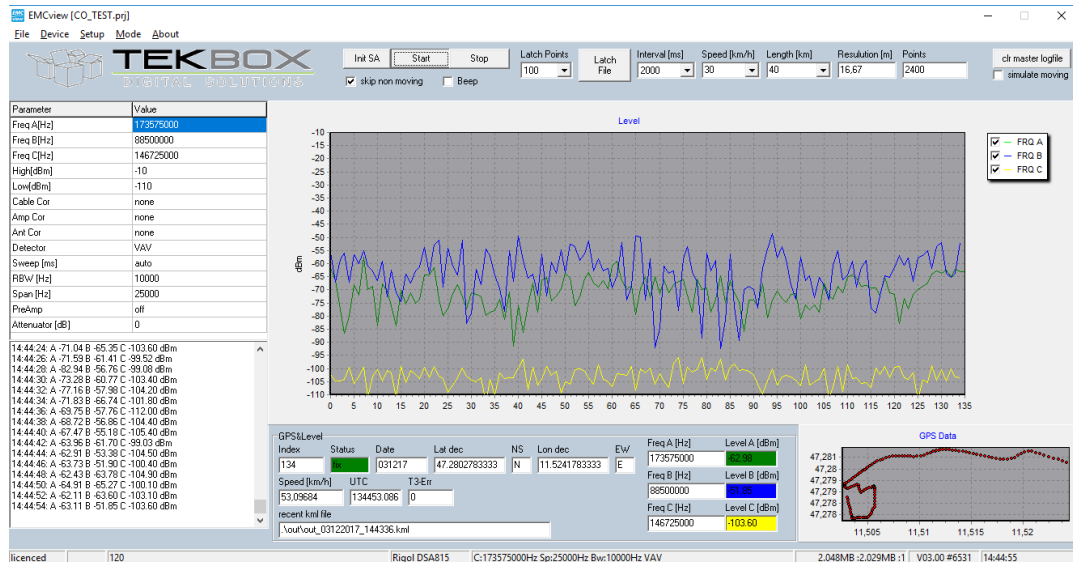 EMCview [CO_TEST.prj]
File Device Setup Mode About
TEKBOX
DIGITAL SOLUTIONS
Init SA Start Stop
skip non moving Beep
Latch Points
100
Latch File
Interval [ms] Speed [km/h] Length [km] Resulution [m] Points
2000 30 40 16,67 2400
clr master logfile
simulate moving
Parameter Value
Freq A[Hz] 173575000
Freq B[Hz] 88500000
Freq C[Hz] 146725000
High[dBm] -10
Low[dBm] -110
Cable Cor none
Amp Cor none
Ant Cor none
Detector VAV
Sweep [ms] auto
RBW [Hz] 10000
Span [Hz] 25000
PreAmp off
Attenuator [dB] 0
14:44:24: A -71.04 B -65.35 C -103.60 dBm
14:44:26: A -71.59 B -61.41 C -99.52 dBm
14:44:28: A -82.94 B -56.76 C -99.08 dBm
14:44:30: A -73.28 B -60.77 C -103.40 dBm
14:44:32: A -77.16 B -57.98 C -104.20 dBm
14:44:34: A -71.83 B -66.74 C -101.80 dBm
14:44:36: A -69.75 B -57.76 C -112.00 dBm
14:44:38: A -68.72 B -56.86 C -104.40 dBm
14:44:40: A -67.47 B -55.18 C -105.40 dBm
14:44:42: A -63.96 B -61.70 C -99.03 dBm
14:44:44: A -62.91 B -53.38 C -104.50 dBm
14:44:46: A -63.73 B -51.90 C -100.40 dBm
14:44:48: A -62.43 B -63.78 C -104.90 dBm
14:44:50: A -64.91 B -65.27 C -100.10 dBm
14:44:52: A -62.11 B -63.60 C -103.10 dBm
14:44:54: A -63.11 B -51.85 C -103.60 dBm
Level
dBm
-10
-15
-20
-25
-30
-35
-40
-45
-50
-55
-60
-65
-70
-75
-80
-85
-90
-95
-100
-105
-110
0 5 10 15 20 25 30 35 40 45 50 55 60 65 70 75 80 85 90 95 100 105 110 115 120 125 130 135
FRQ A
FRQ B
FRQ C
GPS&Level
Index Status Date Lat dec NS Lon dec EW
134 fix 031217 47.2802783333 N 11.5241783333 E
Speed [km/h] UTC T3-Err
53,09684 134453.086 0
recent kml file
.\out\out_03122017_144336.kml
Freq A [Hz] Level A [dBm]
173575000 -62.98
Freq B [Hz] Level B [dBm]
88500000 -51.85
Freq C [Hz] Level C [dBm]
146725000 -103.60
GPS Data
47,281
47,28
47,279
47,279
47,278
47,278
11,505 11,51 11,515 11,52
licenced 120 Rigol DSA815 C:173575000Hz Sp:25000Hz Bw:10000Hz VAV 2.048MB :2.029MB :1 V03.00 #6531 14:44:55